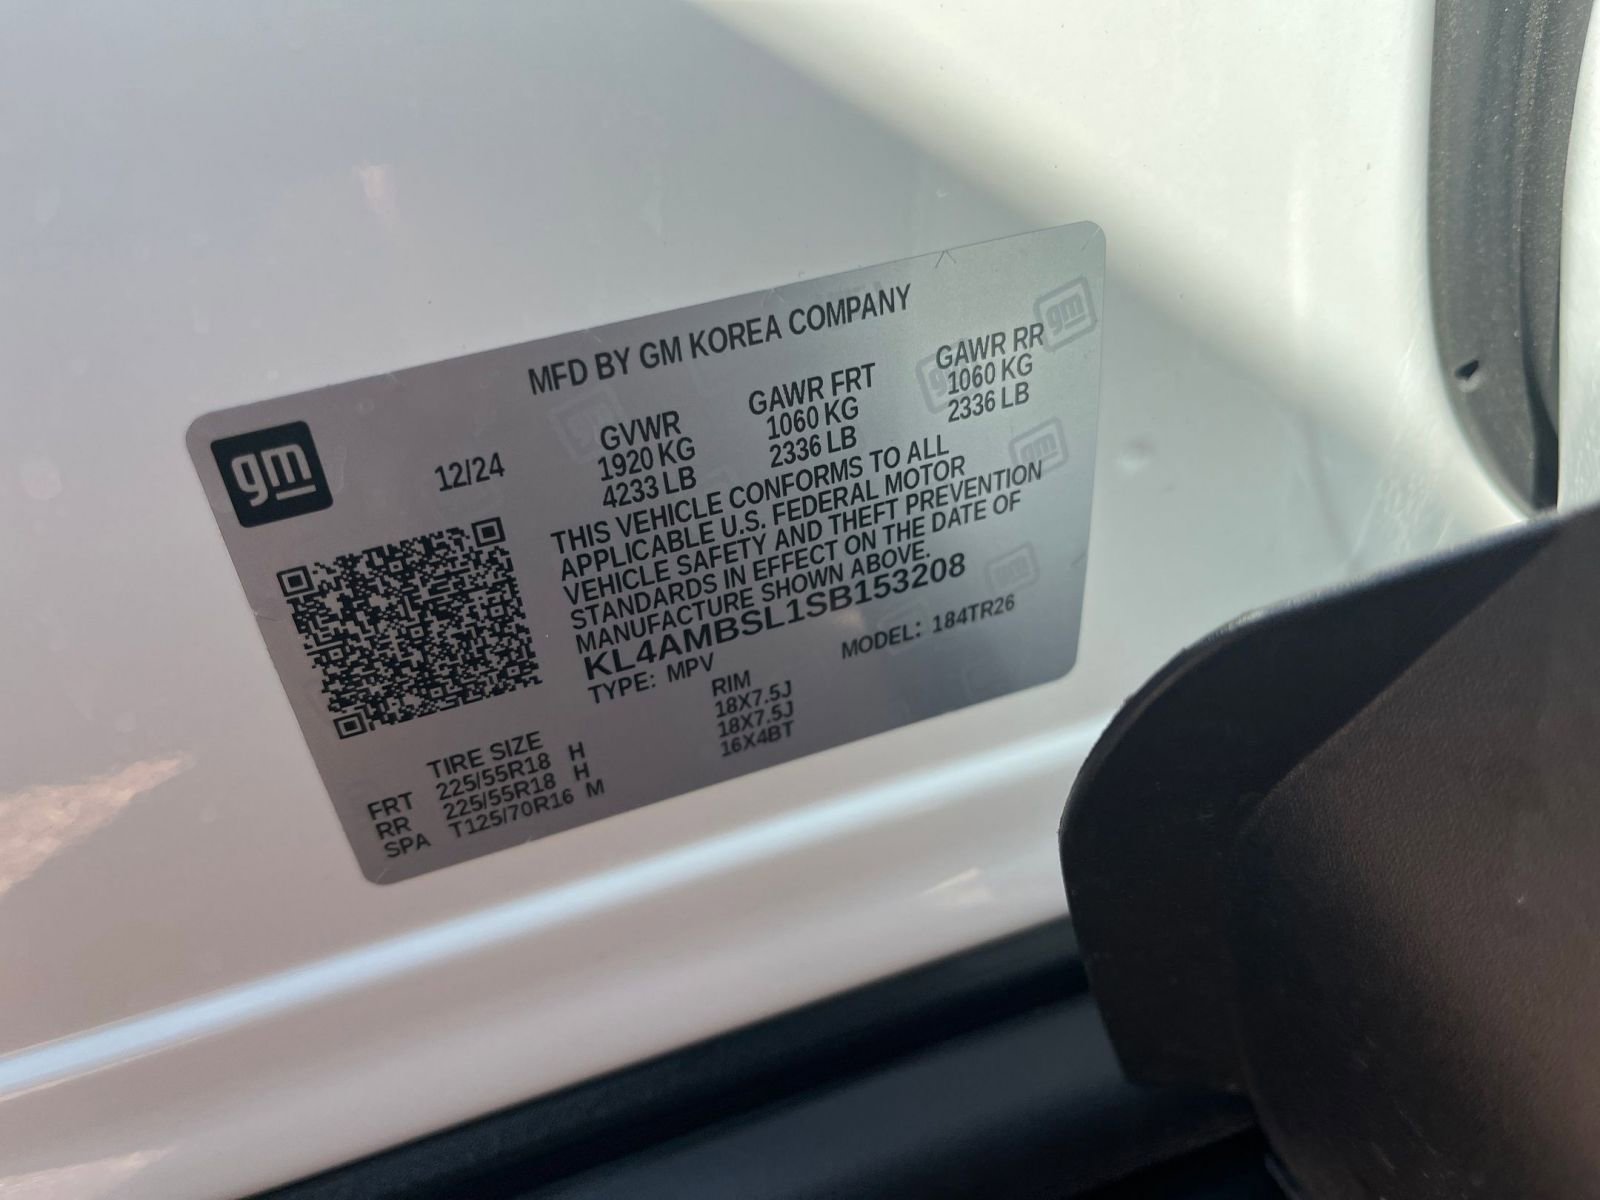 MFD BY GM KOREA COMPANY
gm
12/24
GVWR GAWR FRT GAWR RR
1920 KG 1060 KG 1060 KG
4233 LB 2336 LB 2336 LB
THIS VEHICLE CONFORMS TO ALL
APPLICABLE U.S. FEDERAL MOTOR
VEHICLE SAFETY AND THEFT PREVENTION
STANDARDS IN EFFECT ON THE DATE OF
MANUFACTURE SHOWN ABOVE.
KL4AMBSL1SB153208
TYPE: MPV MODEL: 184TR26
TIRE SIZE RIM
FRT 225/55R18 H 18X7.5J
RR 225/55R18 H 18X7.5J
SPA T125/70R16 M 16X4BT